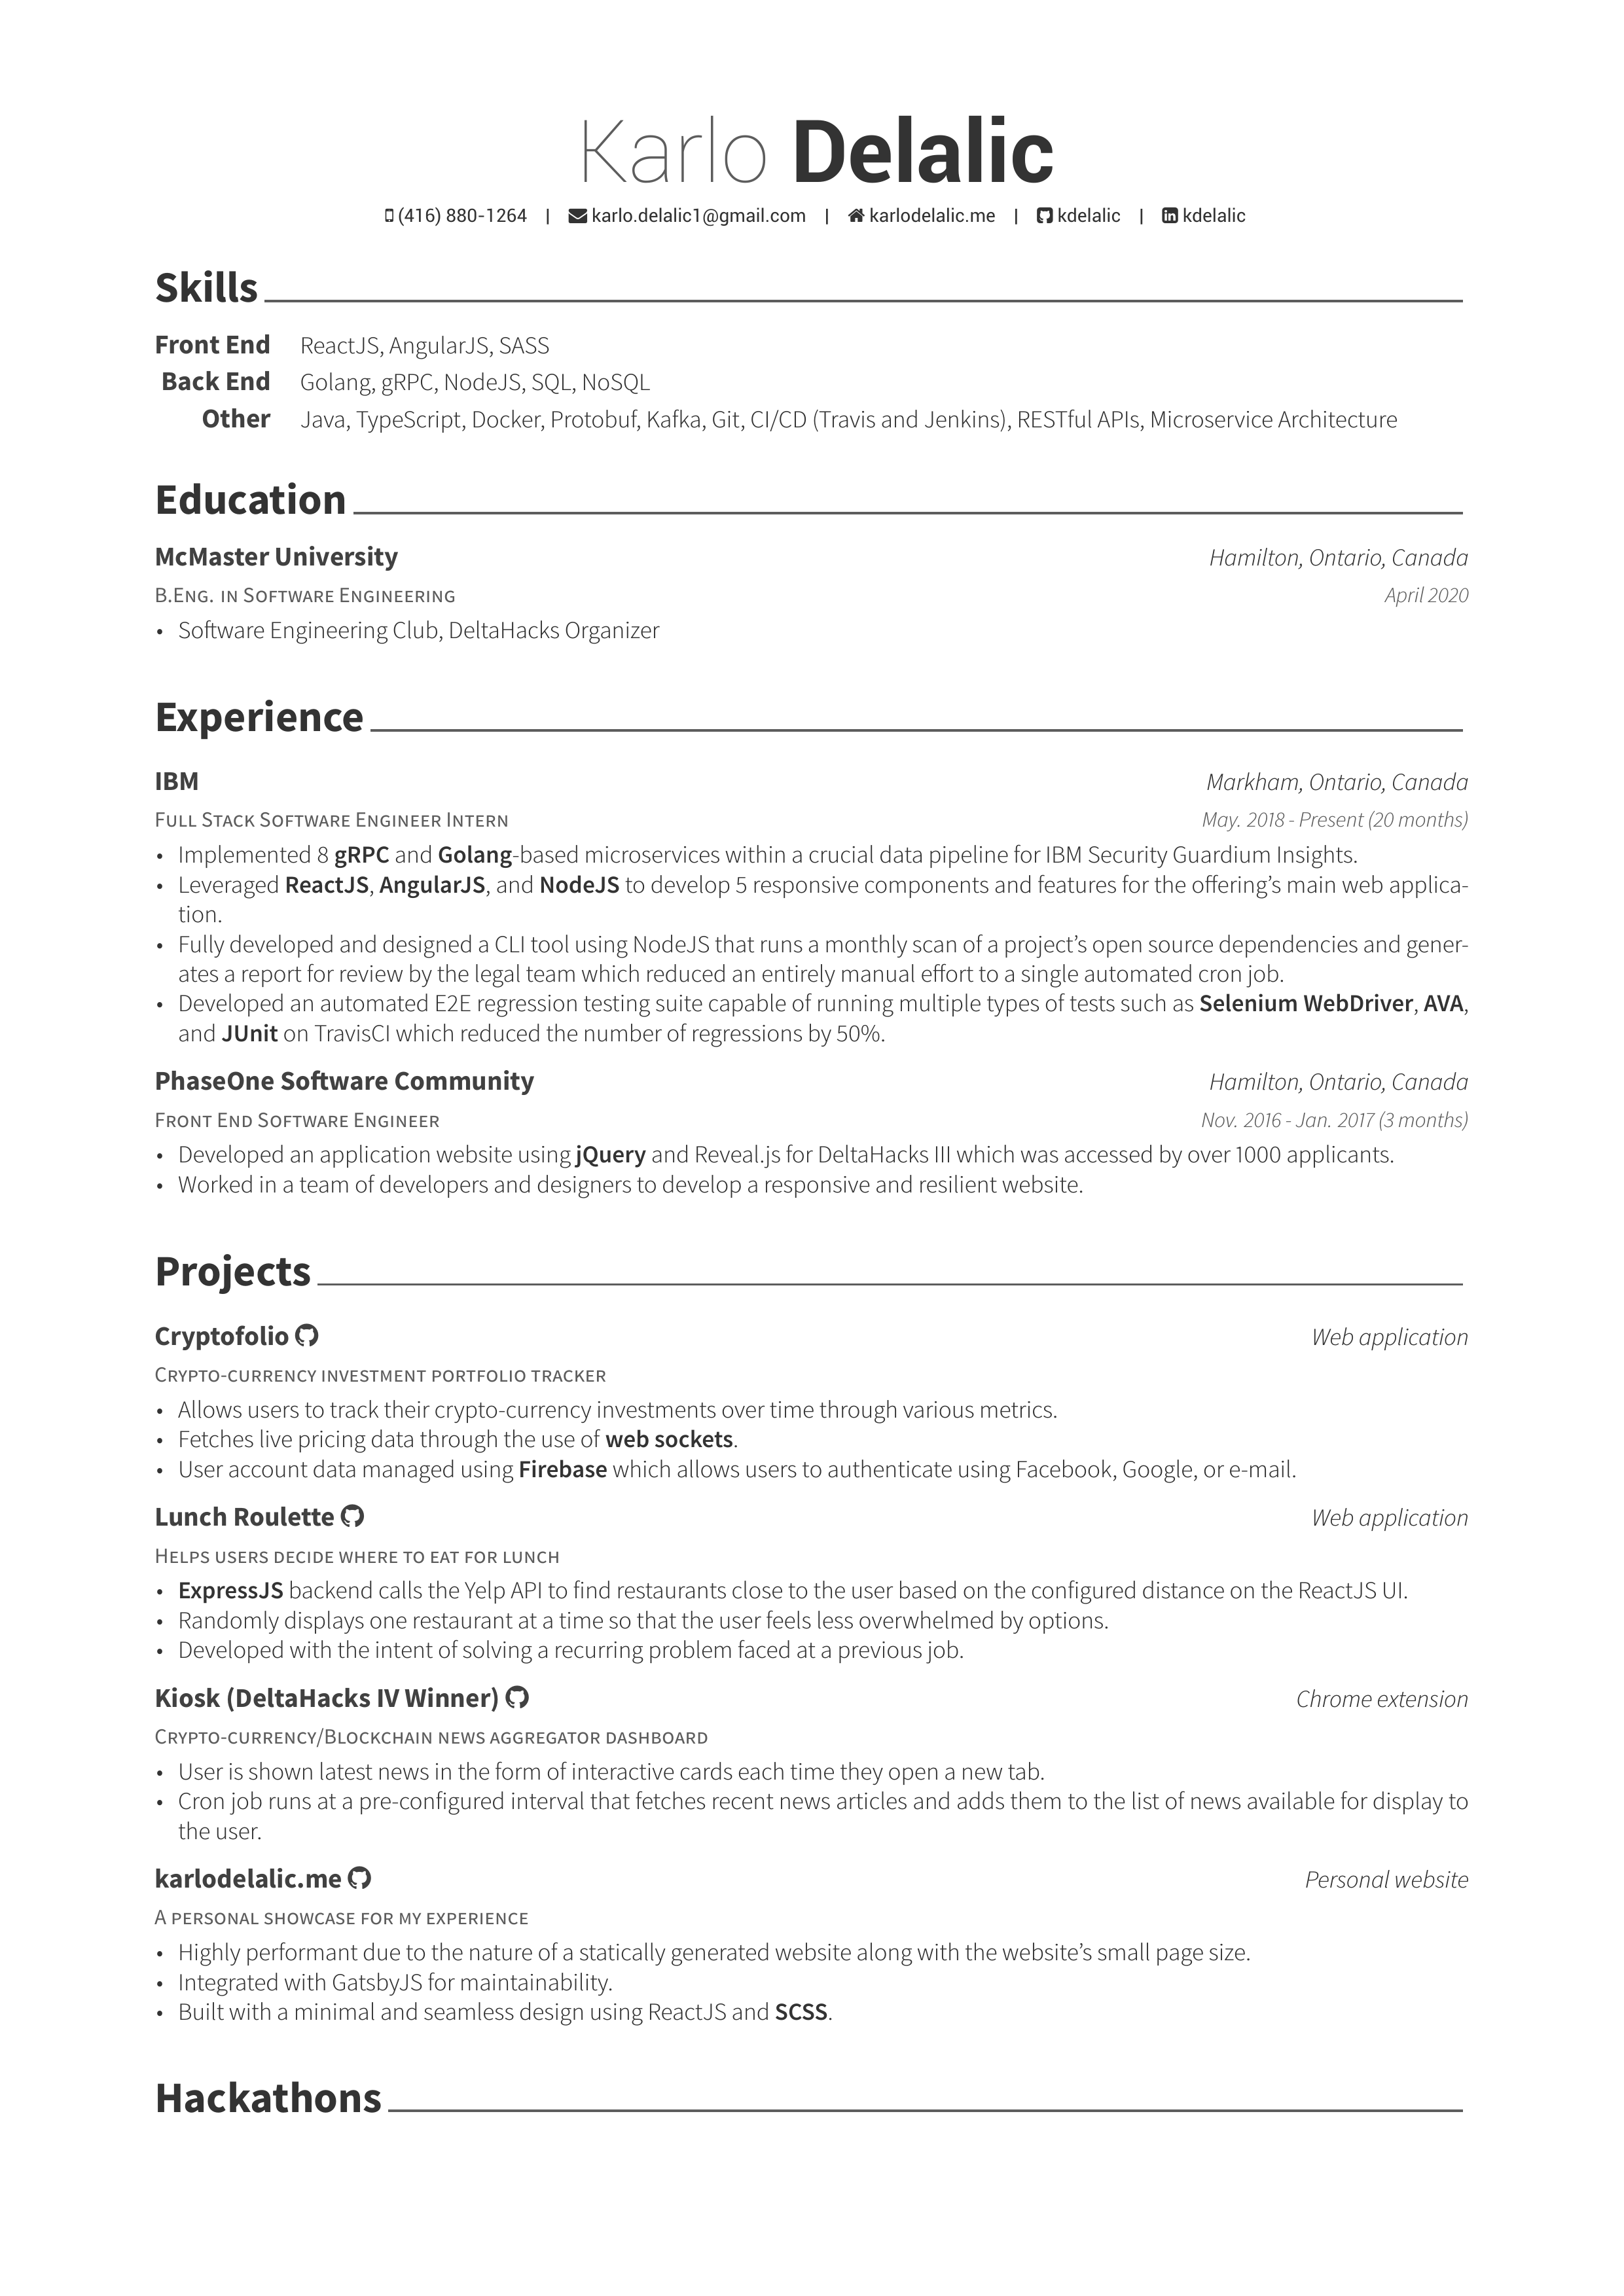 Karlo Delalic
(416) 880-1264 | karlo.delalic1@gmail.com | karlodelalic.me | kdelalic | kdelalic
Skills
Front End ReactJS, AngularJS, SASS
Back End Golang, gRPC, NodeJS, SQL, NoSQL
Other Java, TypeScript, Docker, Protobuf, Kafka, Git, CI/CD (Travis and Jenkins), RESTful APIs, Microservice Architecture
Education
McMaster University Hamilton, Ontario, Canada
B.Eng. in Software Engineering April 2020
• Software Engineering Club, DeltaHacks Organizer
Experience
IBM Markham, Ontario, Canada
Full Stack Software Engineer Intern May. 2018 - Present (20 months)
• Implemented 8 gRPC and Golang-based microservices within a crucial data pipeline for IBM Security Guardium Insights.
• Leveraged ReactJS, AngularJS, and NodeJS to develop 5 responsive components and features for the offering's main web applica-
tion.
• Fully developed and designed a CLI tool using NodeJS that runs a monthly scan of a project's open source dependencies and gener-
ates a report for review by the legal team which reduced an entirely manual effort to a single automated cron job.
• Developed an automated E2E regression testing suite capable of running multiple types of tests such as Selenium WebDriver, AVA,
and JUnit on TravisCI which reduced the number of regressions by 50%.
PhaseOne Software Community Hamilton, Ontario, Canada
Front End Software Engineer Nov. 2016 - Jan. 2017 (3 months)
• Developed an application website using jQuery and Reveal.js for DeltaHacks III which was accessed by over 1000 applicants.
• Worked in a team of developers and designers to develop a responsive and resilient website.
Projects
Cryptofolio Web application
Crypto-currency investment portfolio tracker
• Allows users to track their crypto-currency investments over time through various metrics.
• Fetches live pricing data through the use of web sockets.
• User account data managed using Firebase which allows users to authenticate using Facebook, Google, or e-mail.
Lunch Roulette Web application
Helps users decide where to eat for lunch
• ExpressJS backend calls the Yelp API to find restaurants close to the user based on the configured distance on the ReactJS UI.
• Randomly displays one restaurant at a time so that the user feels less overwhelmed by options.
• Developed with the intent of solving a recurring problem faced at a previous job.
Kiosk (DeltaHacks IV Winner) Chrome extension
Crypto-currency/Blockchain news aggregator dashboard
• User is shown latest news in the form of interactive cards each time they open a new tab.
• Cron job runs at a pre-configured interval that fetches recent news articles and adds them to the list of news available for display to
the user.
karlodelalic.me Personal website
A personal showcase for my experience
• Highly performant due to the nature of a statically generated website along with the website's small page size.
• Integrated with GatsbyJS for maintainability.
• Built with a minimal and seamless design using ReactJS and SCSS.
Hackathons